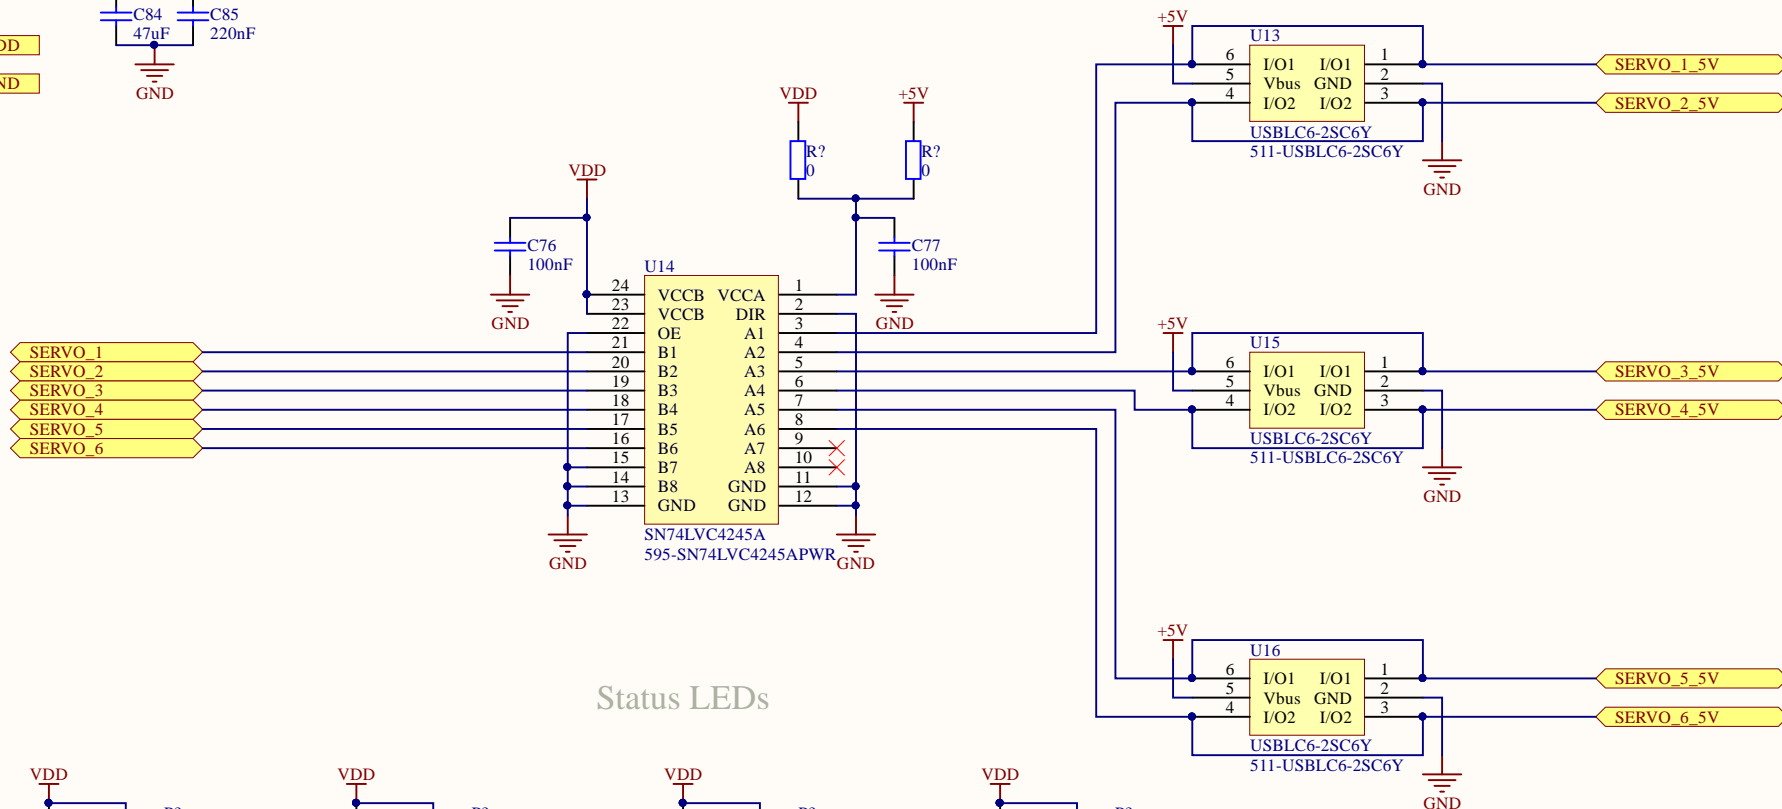 C84
47uF
C85
220nF
GND
VDD
+5V
R?
0
R?
0
VDD
C76
100nF
GND
C77
100nF
GND
U14
24 VCCB VCCA 1
23 VCCB DIR 2
22 OE A1 3
21 B1 A2 4
20 B2 A3 5
19 B3 A4 6
18 B4 A5 7
17 B5 A6 8
16 B6 A7 9
15 B7 A8 10
14 B8 GND 11
13 GND GND 12
SN74LVC4245A
595-SN74LVC4245APWR
GND
GND
SERVO_1
SERVO_2
SERVO_3
SERVO_4
SERVO_5
SERVO_6
+5V
U13
6 I/O1 I/O1 1
5 Vbus GND 2
4 I/O2 I/O2 3
USBLC6-2SC6Y
511-USBLC6-2SC6Y
GND
SERVO_1_5V
SERVO_2_5V
+5V
U15
6 I/O1 I/O1 1
5 Vbus GND 2
4 I/O2 I/O2 3
USBLC6-2SC6Y
511-USBLC6-2SC6Y
GND
SERVO_3_5V
SERVO_4_5V
+5V
U16
6 I/O1 I/O1 1
5 Vbus GND 2
4 I/O2 I/O2 3
USBLC6-2SC6Y
511-USBLC6-2SC6Y
GND
SERVO_5_5V
SERVO_6_5V
Status LEDs
VDD
VDD
VDD
VDD